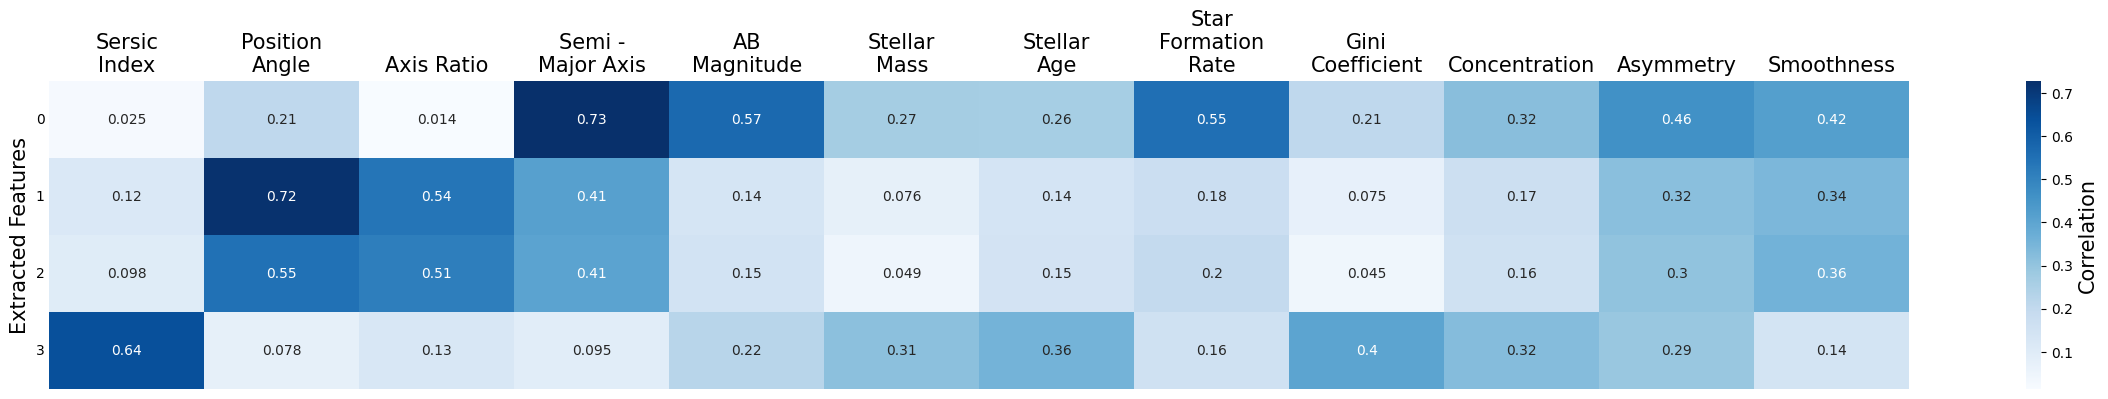 Sersic Index
Position Angle
Axis Ratio
Semi - Major Axis
AB Magnitude
Stellar Mass
Stellar Age
Star Formation Rate
Gini Coefficient
Concentration
Asymmetry
Smoothness
Extracted Features
0 0.025 0.21 0.014 0.73 0.57 0.27 0.26 0.55 0.21 0.32 0.46 0.42
1 0.12 0.72 0.54 0.41 0.14 0.076 0.14 0.18 0.075 0.17 0.32 0.34
2 0.098 0.55 0.51 0.41 0.15 0.049 0.15 0.2 0.045 0.16 0.3 0.36
3 0.64 0.078 0.13 0.095 0.22 0.31 0.36 0.16 0.4 0.32 0.29 0.14
0.7
0.6
0.5
0.4
0.3
0.2
0.1
Correlation